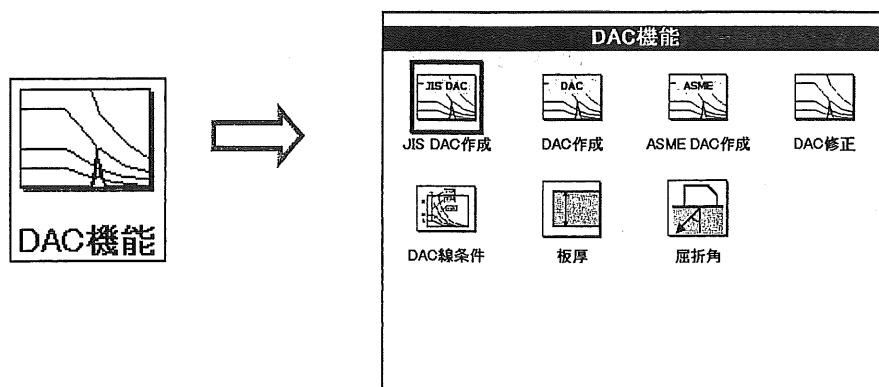 DAC機能
DAC機能
JIS DAC
DAC
ASME
JIS DAC作成
DAC作成
ASME DAC作成
DAC修正
DAC線条件
板厚
屈折角